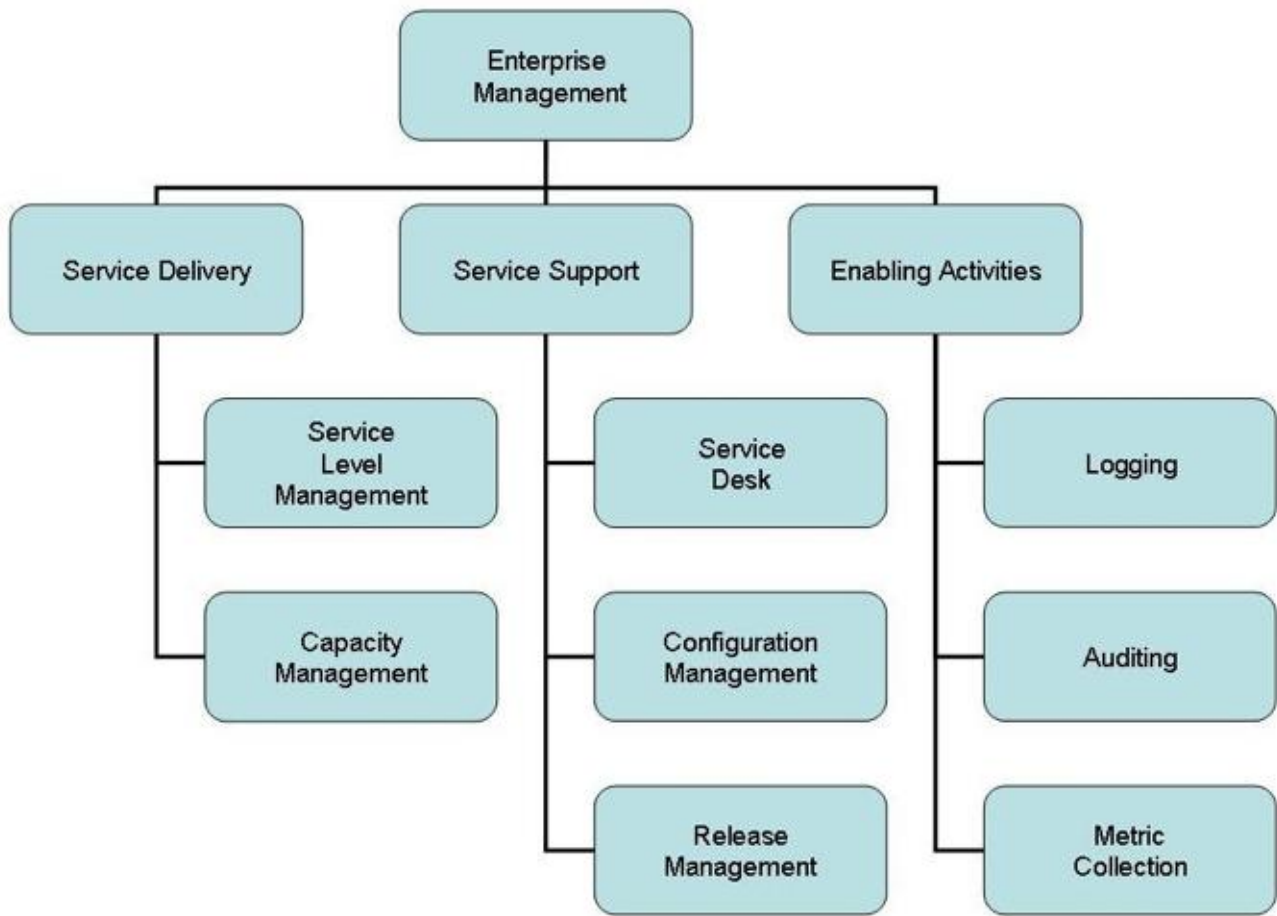 Enterprise
Management
Service Delivery
Service Support
Enabling Activities
Service
Level
Management
Service
Desk
Logging
Capacity
Management
Configuration
Management
Auditing
Release
Management
Metric
Collection